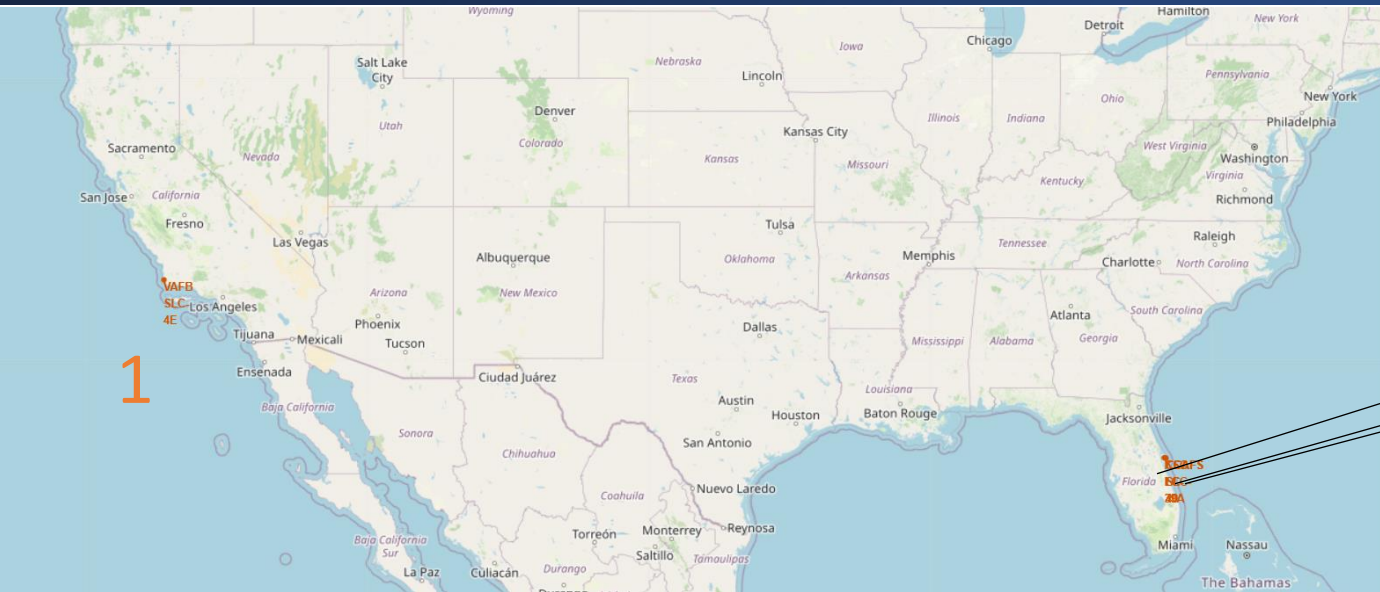 Wyoming
Hamilton
New York
Detroit
Chicago
Iowa
Salt Lake
City
Nebraska
Lincoln
Pennsylvania
New York
Ohio
Denver
Illinois
Indiana
Philadelphia
Utah
Kansas City
Colorado
Sacramento
Nevada
Kansas
Missouri
West Virginia
Washington
Virginia
Kentucky
San Jose
California
Richmond
Fresno
Tulsa
Las Vegas
Raleigh
Tennessee
Albuquerque
Oklahoma
Memphis
Charlotte
North Carolina
Arkansas
VAFB
SLC-
4E
Arizona
New Mexico
Los Angeles
South Carolina
Atlanta
Phoenix
Dallas
Tijuana
Mexicali
Tucson
Mississippi
Alabama
Georgia
Ensenada
Ciudad Juárez
Texas
1
Louisiana
Baja California
Austin
Houston
Baton Rouge
Jacksonville
Sonora
San Antonio
Chihuahua
Florida
Nuevo Laredo
Coahuila
Reynosa
Torreón
Monterrey
Baja California
Sur
Saltillo
Tamaulipas
Miami
Nassau
La Paz
Culiacán
Durango
The Bahamas